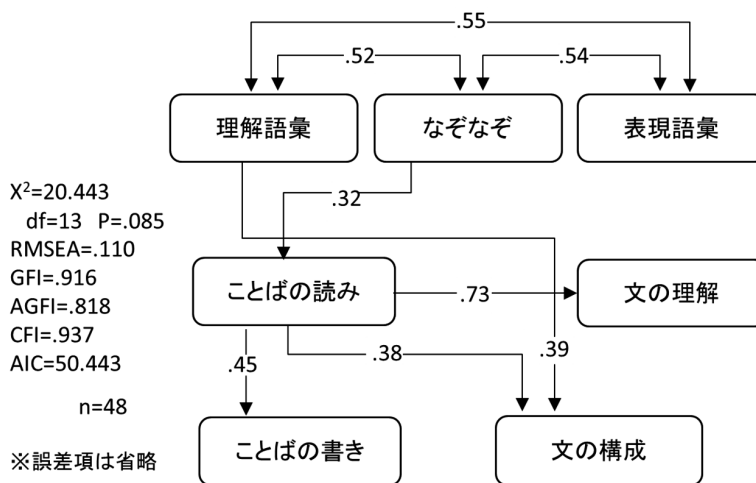 .55
.52
.54
理解語彙
なぞなぞ
表現語彙
X²=20.443
df=13 P=.085
RMSEA=.110
GFI=.916
AGFI=.818
CFI=.937
AIC=50.443
n=48
※誤差項は省略
.32
ことばの読み
.73
文の理解
.45
.38
.39
ことばの書き
文の構成